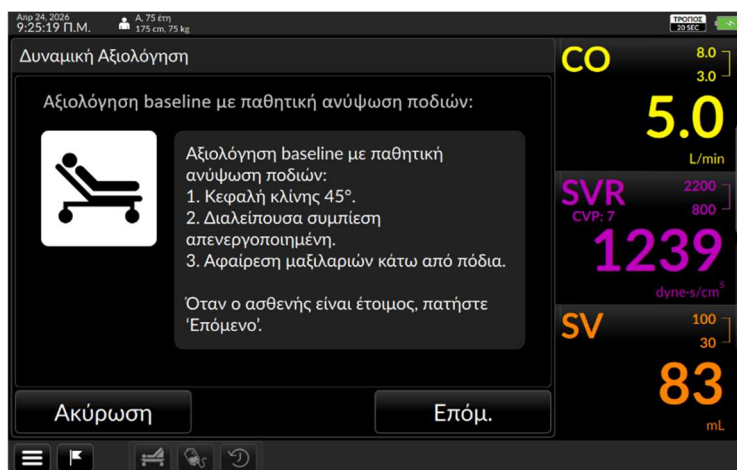 Απρ 24, 2026
9:25:19 Π.Μ.
Α, 75 έτη
175 cm, 75 kg
ΤΡΟΠΟΣ
20 SEC
Δυναμική Αξιολόγηση
Αξιολόγηση baseline με παθητική ανύψωση ποδιών:
Αξιολόγηση baseline με παθητική
ανύψωση ποδιών:
1. Κεφαλή κλίνης 45°.
2. Διαλείπουσα συμπίεση
απενεργοποιημένη.
3. Αφαίρεση μαξιλαριών κάτω από πόδια.
Όταν ο ασθενής είναι έτοιμος, πατήστε
‘Επόμενο’.
Ακύρωση
Επόμ.
CO
8.0
3.0
5.0
L/min
SVR
CVP: 7
2200
800
1239
dyne·s/cm⁵
SV
100
30
83
mL